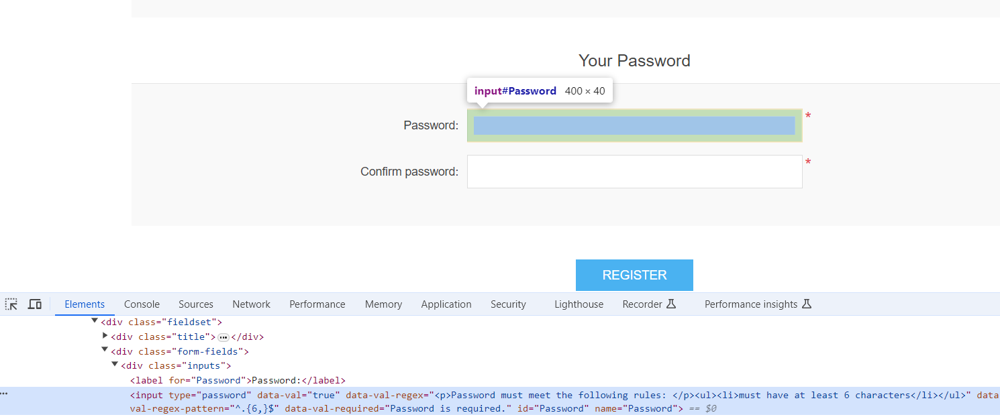 Your Password
input#Password 400 × 40
Password: *
Confirm password: *
REGISTER
Elements Console Sources Network Performance Memory Application Security Lighthouse Recorder Performance insights
<div class="fieldset">
<div class="title">…</div>
<div class="form-fields">
<div class="inputs">
<label for="Password">Password:</label>
<input type="password" data-val="true" data-val-regex="<p>Password must meet the following rules: </p><ul><li>must have at least 6 characters</li></ul>" data
val-regex-pattern="^.{6,}$" data-val-required="Password is required." id="Password" name="Password"> == $0